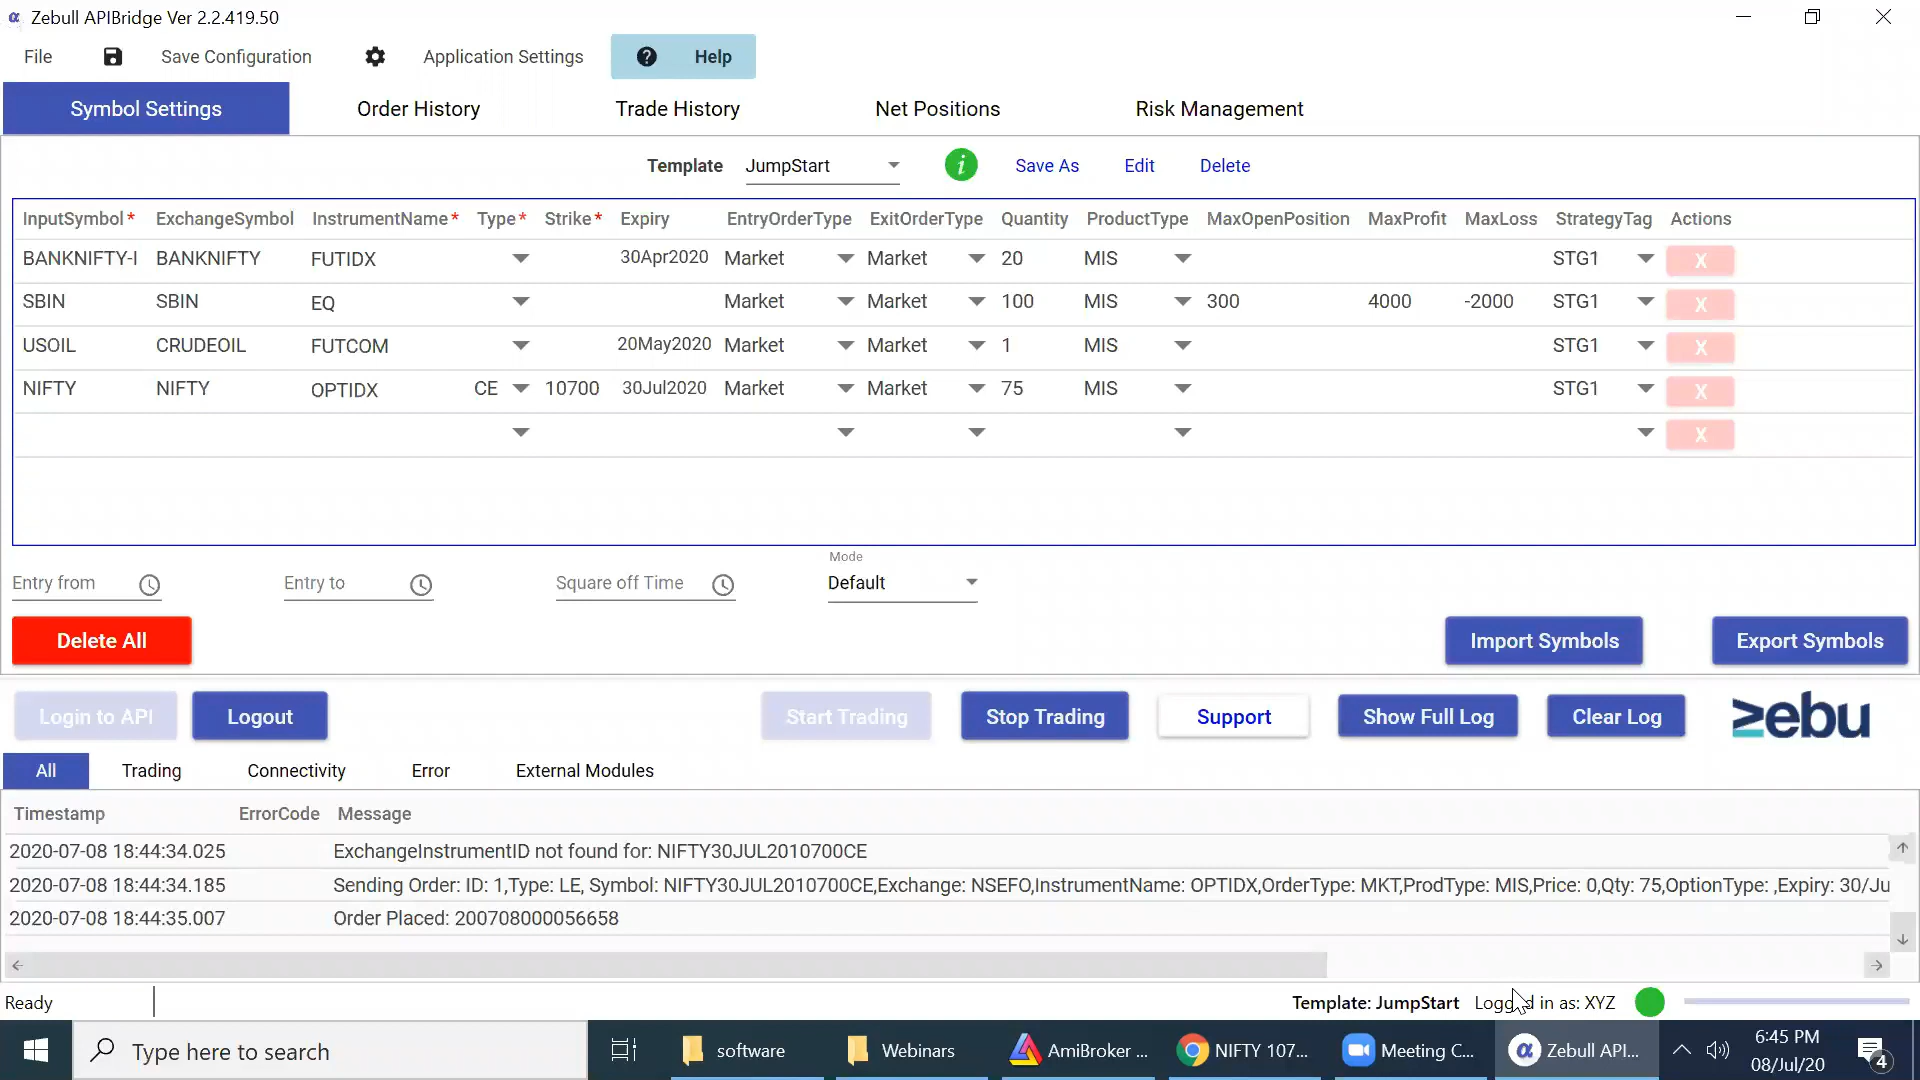 Zebull APIBridge Ver 2.2.419.50
File Save Configuration Application Settings Help
Symbol Settings Order History Trade History Net Positions Risk Management
Template JumpStart Save As Edit Delete
InputSymbol* ExchangeSymbol InstrumentName* Type* Strike* Expiry EntryOrderType ExitOrderType Quantity ProductType MaxOpenPosition MaxProfit MaxLoss StrategyTag Actions
BANKNIFTY-I BANKNIFTY FUTIDX 30Apr2020 Market Market 20 MIS STG1 X
SBIN SBIN EQ Market Market 100 MIS 300 4000 -2000 STG1 X
USOIL CRUDEOIL FUTCOM 20May2020 Market Market 1 MIS STG1 X
NIFTY NIFTY OPTIDX CE 10700 30Jul2020 Market Market 75 MIS STG1 X
X
Mode
Entry from Entry to Square off Time Default
Delete All Import Symbols Export Symbols
Login to API Logout Start Trading Stop Trading Support Show Full Log Clear Log zebu
All Trading Connectivity Error External Modules
Timestamp ErrorCode Message
2020-07-08 18:44:34.025 ExchangeInstrumentID not found for: NIFTY30JUL2010700CE
2020-07-08 18:44:34.185 Sending Order: ID: 1,Type: LE, Symbol: NIFTY30JUL2010700CE,Exchange: NSEFO,InstrumentName: OPTIDX,OrderType: MKT,ProdType: MIS,Price: 0,Qty: 75,OptionType: ,Expiry: 30/Ju
2020-07-08 18:44:35.007 Order Placed: 200708000056658
Ready Template: JumpStart Logged in as: XYZ
Type here to search software Webinars AmiBroker ... NIFTY 107... Meeting C... Zebull API... 6:45 PM
08/Jul/20 4